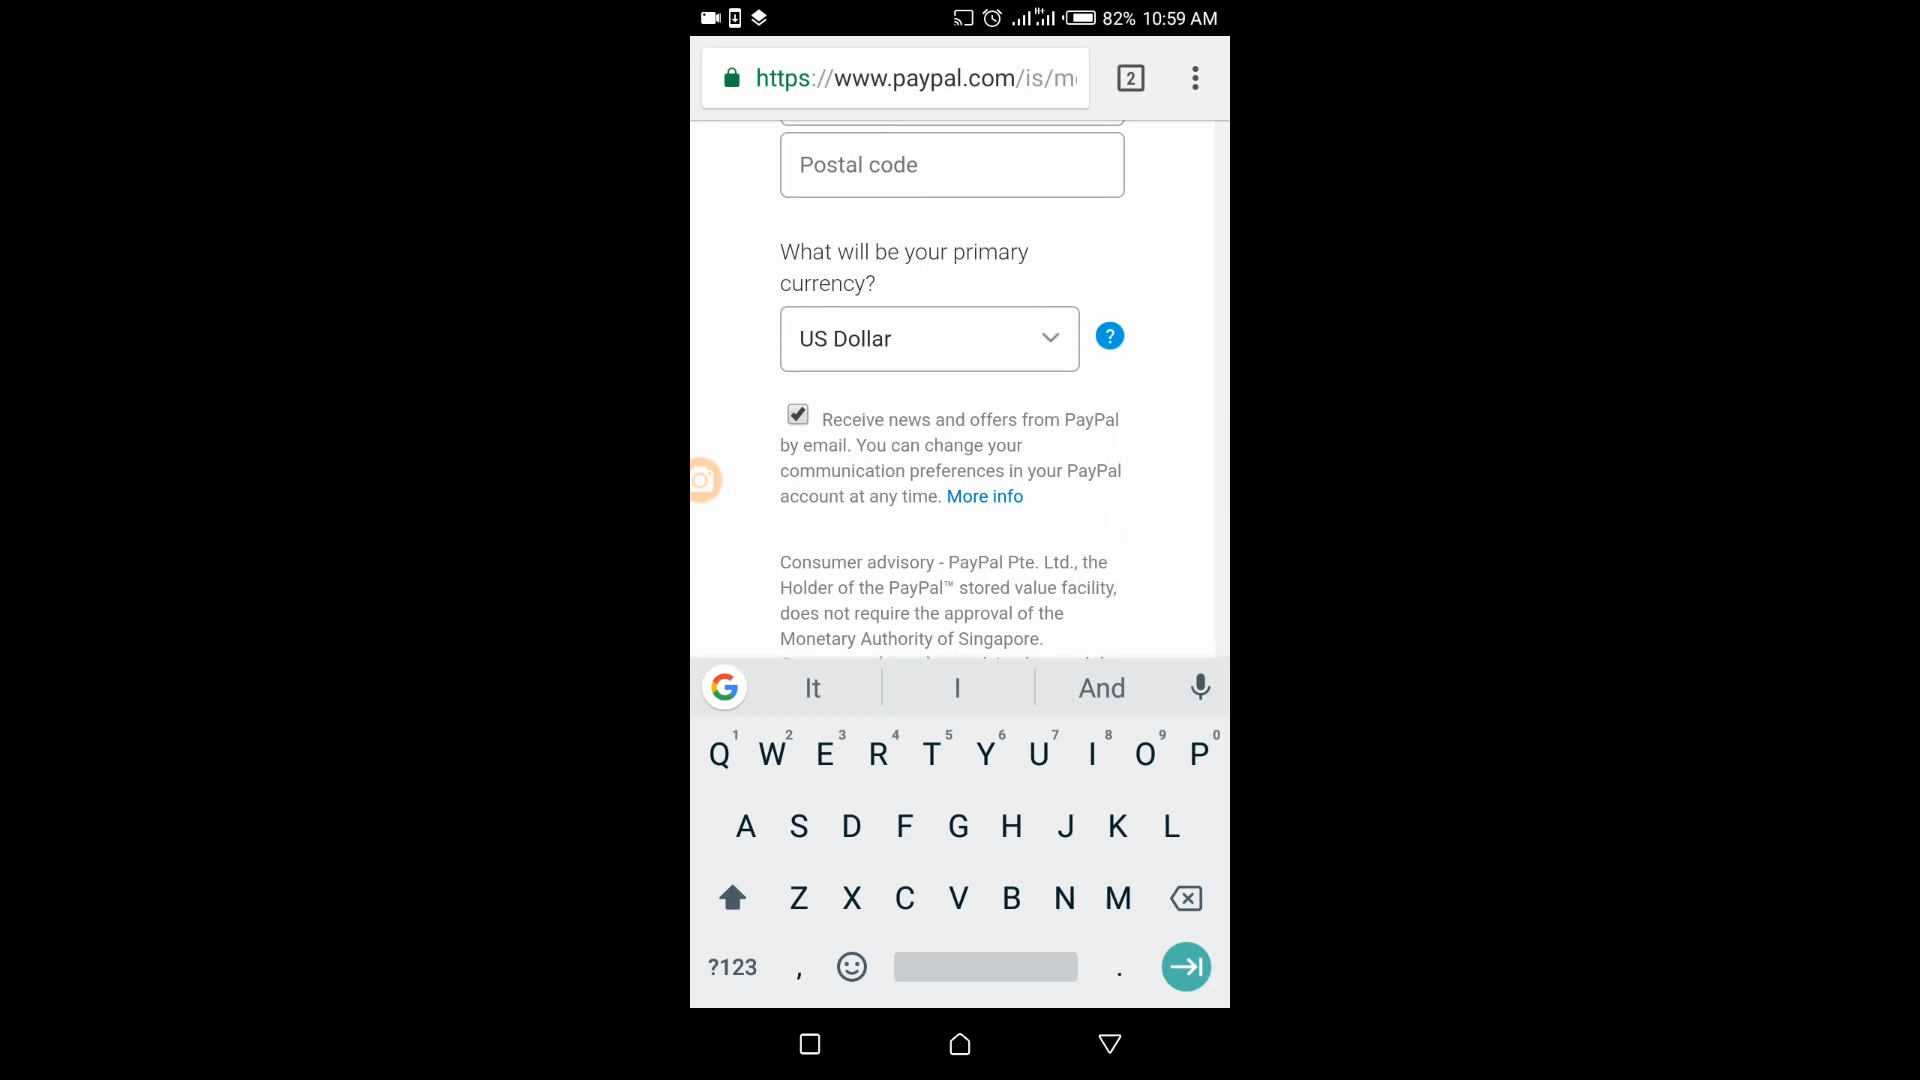 82% 10:59 AM
https://www.paypal.com/is/m
2
Postal code
What will be your primary
currency?
US Dollar
?
Receive news and offers from PayPal
by email. You can change your
communication preferences in your PayPal
account at any time. More info
Consumer advisory - PayPal Pte. Ltd., the
Holder of the PayPal™ stored value facility,
does not require the approval of the
Monetary Authority of Singapore.
G It I And
1 2 3 4 5 6 7 8 9 0
Q W E R T Y U I O P
A S D F G H J K L
Z X C V B N M
?123 , .